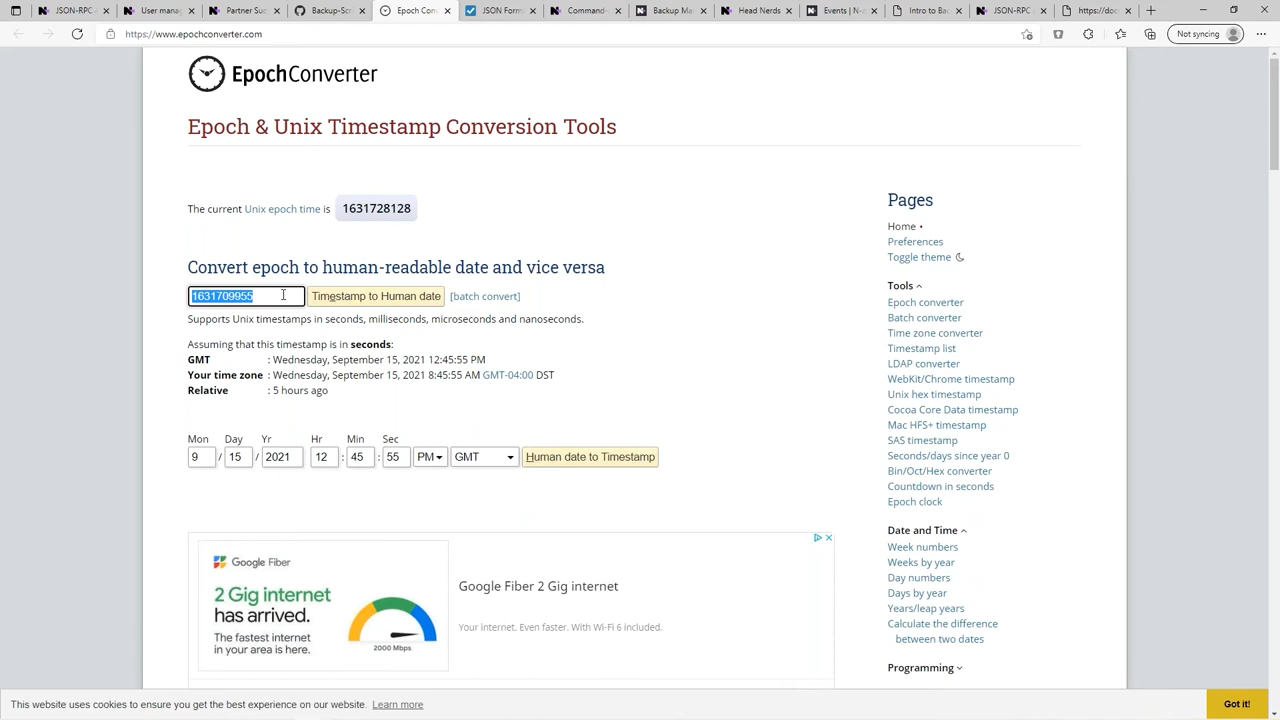 JSON-RPC A
User mana
Partner Suc
Backup-Scr
Epoch Conv
JSON Form
Command-
Backup Ma
Head Nerds
Events | N-a
Intro to Bac
JSON-RPC
https://doc
https://www.epochconverter.com
Not syncing
EpochConverter
Epoch & Unix Timestamp Conversion Tools
The current Unix epoch time is 1631728128
Convert epoch to human-readable date and vice versa
1631709955 Timestamp to Human date [batch convert]
Supports Unix timestamps in seconds, milliseconds, microseconds and nanoseconds.
Assuming that this timestamp is in seconds:
GMT : Wednesday, September 15, 2021 12:45:55 PM
Your time zone : Wednesday, September 15, 2021 8:45:55 AM GMT-04:00 DST
Relative : 5 hours ago
Mon Day Yr Hr Min Sec
9 / 15 / 2021 12 : 45 : 55 PM GMT Human date to Timestamp
Google Fiber
2 Gig internet
has arrived.
The fastest internet
in your area is here.
2000 Mbps
Google Fiber 2 Gig internet
Your internet. Even faster. With Wi-Fi 6 included.
Pages
Home •
Preferences
Toggle theme
Tools
Epoch converter
Batch converter
Time zone converter
Timestamp list
LDAP converter
WebKit/Chrome timestamp
Unix hex timestamp
Cocoa Core Data timestamp
Mac HFS+ timestamp
SAS timestamp
Seconds/days since year 0
Bin/Oct/Hex converter
Countdown in seconds
Epoch clock
Date and Time
Week numbers
Weeks by year
Day numbers
Days by year
Years/leap years
Calculate the difference
between two dates
Programming
This website uses cookies to ensure you get the best experience on our website. Learn more
Got it!